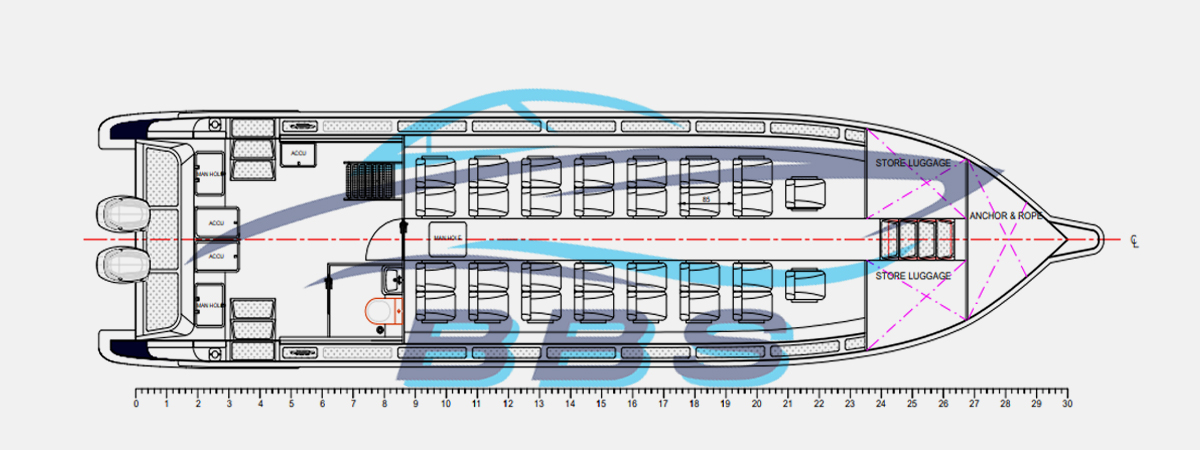 ACCU
STORE LUGGAGE
MAN HOLE
85
ANCHOR & ROPE
ACCU
MAN HOLE
℄
ACCU
STORE LUGGAGE
MAN HOLE
BBS
0 1 2 3 4 5 6 7 8 9 10 11 12 13 14 15 16 17 18 19 20 21 22 23 24 25 26 27 28 29 30